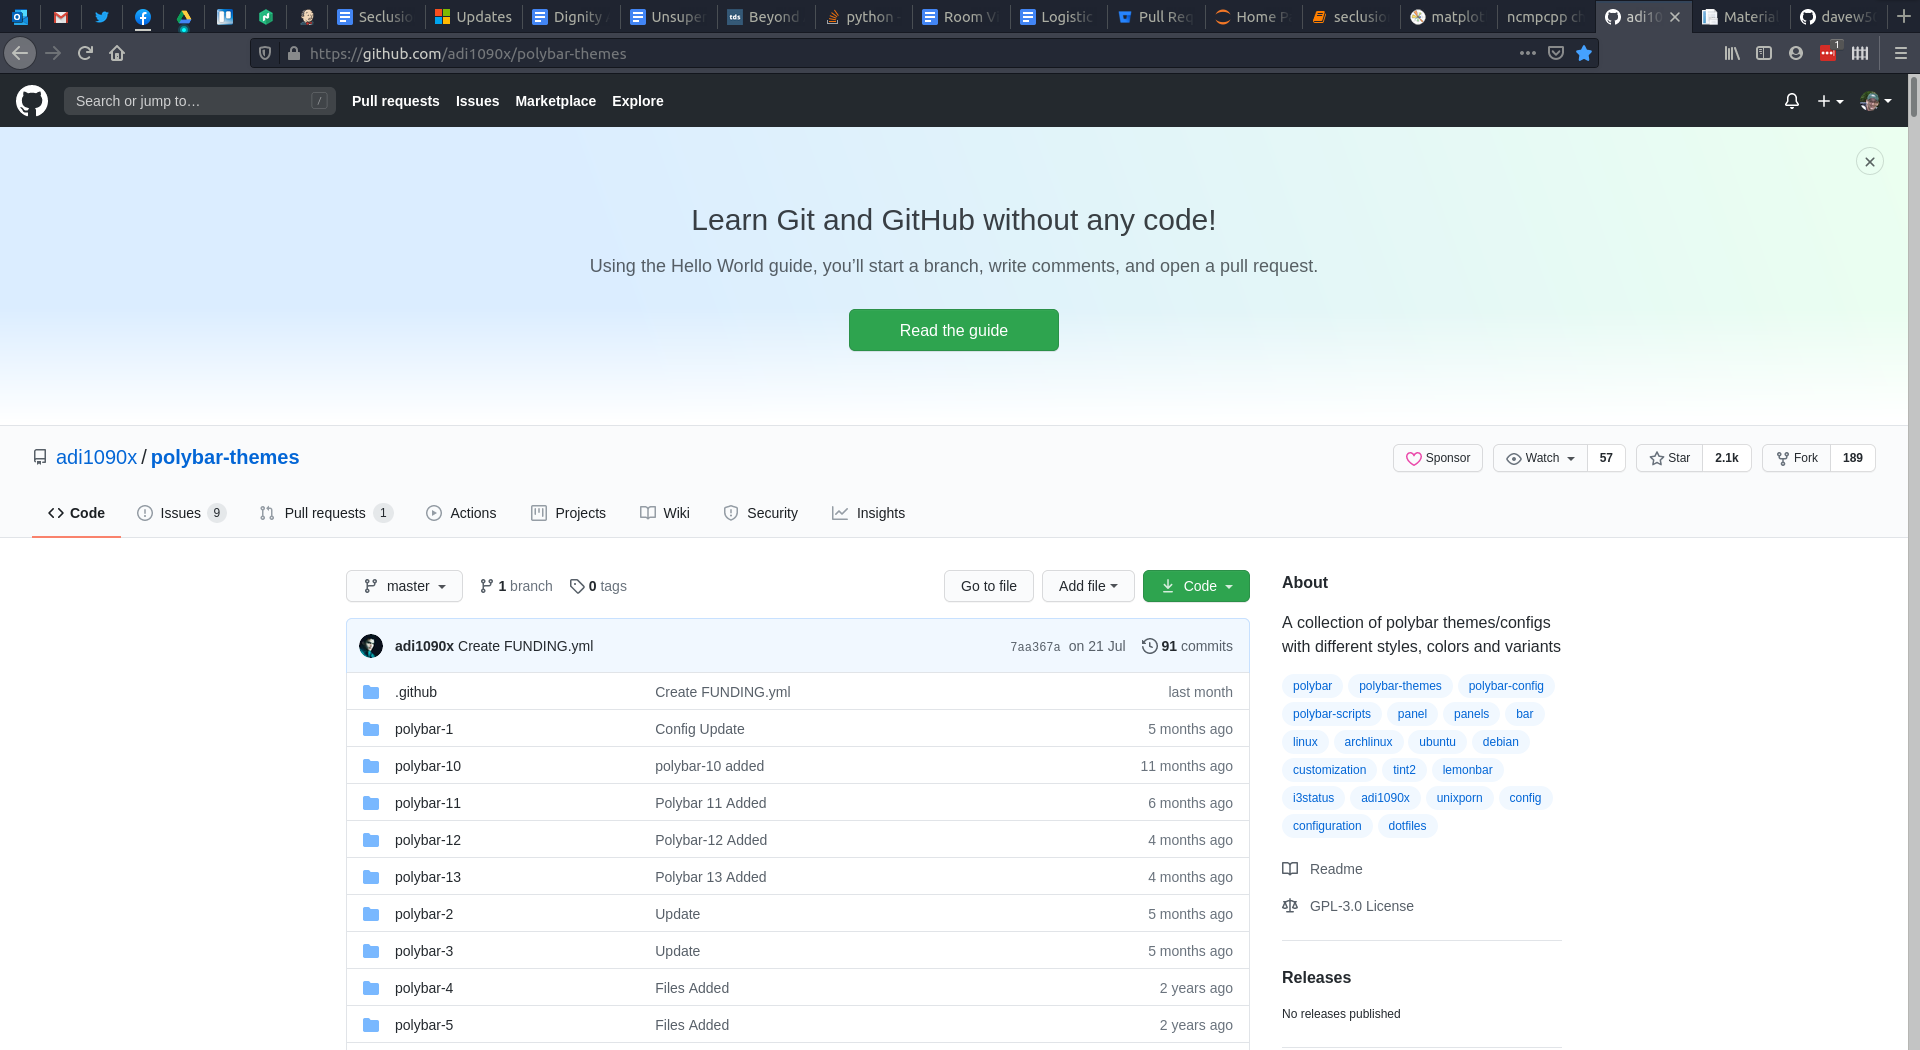 Seclusio
Updates
Dignity
Unsuper
tds Beyond
python
Room V
Logistic
Pull Req
Home P
seclusio
matplot
ncmpcpp ch
adi10
Material
davew5
https://github.com/adi1090x/polybar-themes
1
Search or jump to… /
Pull requests Issues Marketplace Explore
Learn Git and GitHub without any code!
Using the Hello World guide, you’ll start a branch, write comments, and open a pull request.
Read the guide
adi1090x / polybar-themes
Sponsor Watch 57 Star 2.1k Fork 189
Code Issues 9 Pull requests 1 Actions Projects Wiki Security Insights
master 1 branch 0 tags Go to file Add file Code
adi1090x Create FUNDING.yml 7aa367a on 21 Jul 91 commits
.github Create FUNDING.yml last month
polybar-1 Config Update 5 months ago
polybar-10 polybar-10 added 11 months ago
polybar-11 Polybar 11 Added 6 months ago
polybar-12 Polybar-12 Added 4 months ago
polybar-13 Polybar 13 Added 4 months ago
polybar-2 Update 5 months ago
polybar-3 Update 5 months ago
polybar-4 Files Added 2 years ago
polybar-5 Files Added 2 years ago
About
A collection of polybar themes/configs
with different styles, colors and variants
polybar polybar-themes polybar-config
polybar-scripts panel panels bar
linux archlinux ubuntu debian
customization tint2 lemonbar
i3status adi1090x unixporn config
configuration dotfiles
Readme
GPL-3.0 License
Releases
No releases published